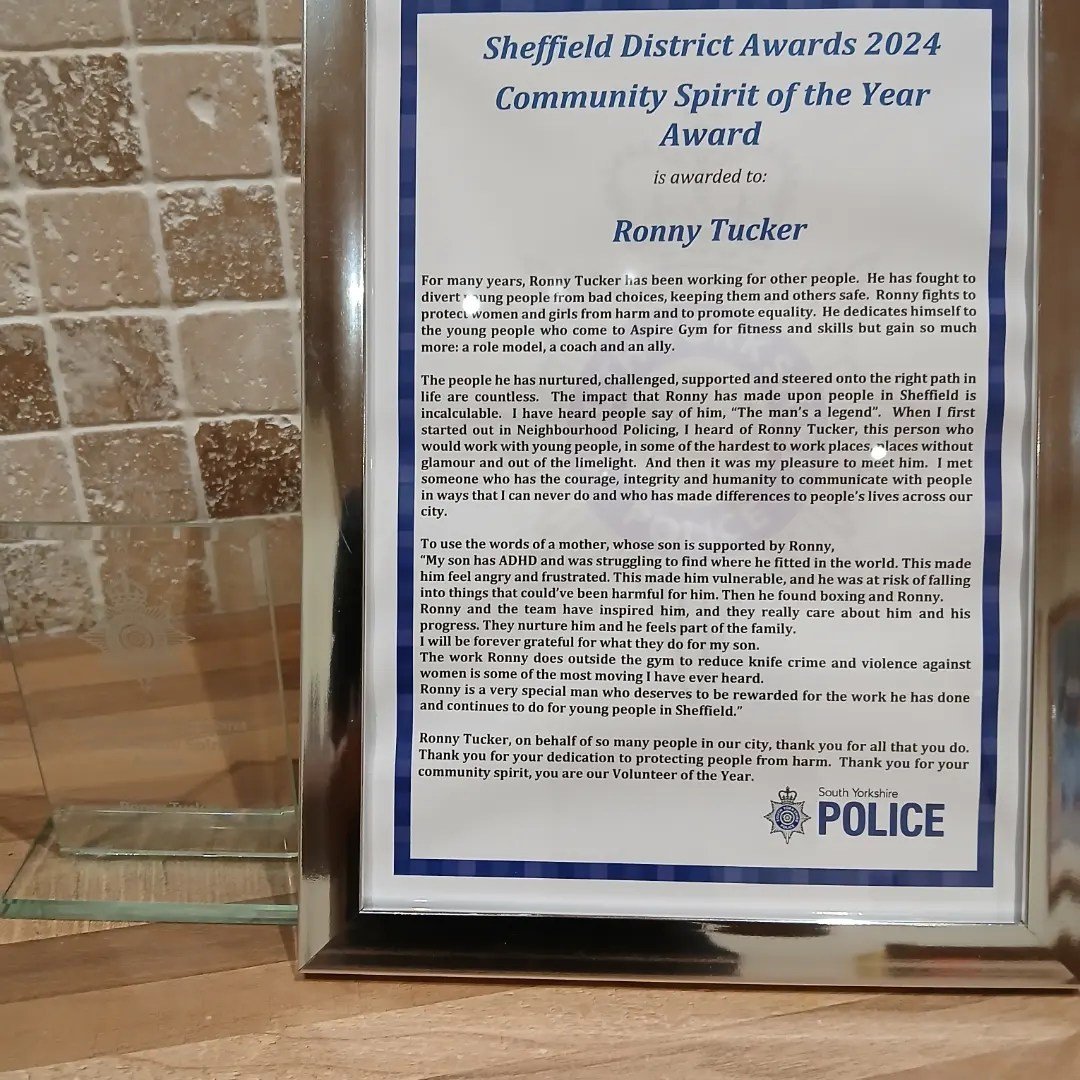 Sheffield District Awards 2024
Community Spirit of the Year
Award
is awarded to:
Ronny Tucker
For many years, Ronny Tucker has been working for other people. He has fought to
divert young people from bad choices, keeping them and others safe. Ronny fights to
protect women and girls from harm and to promote equality. He dedicates himself to
the young people who come to Aspire Gym for fitness and skills but gain so much
more: a role model, a coach and an ally.
The people he has nurtured, challenged, supported and steered onto the right path in
life are countless. The impact that Ronny has made upon people in Sheffield is
incalculable. I have heard people say of him, “The man’s a legend”. When I first
started out in Neighbourhood Policing, I heard of Ronny Tucker, this person who
would work with young people, in some of the hardest to work places, places without
glamour and out of the limelight. And then it was my pleasure to meet him. I met
someone who has the courage, integrity and humanity to communicate with people
in ways that I can never do and who has made differences to people’s lives across our
city.
To use the words of a mother, whose son is supported by Ronny,
“My son has ADHD and was struggling to find where he fitted in the world. This made
him feel angry and frustrated. This made him vulnerable, and he was at risk of falling
into things that could’ve been harmful for him. Then he found boxing and Ronny.
Ronny and the team have inspired him, and they really care about him and his
progress. They nurture him and he feels part of the family.
I will be forever grateful for what they do for my son.
The work Ronny does outside the gym to reduce knife crime and violence against
women is some of the most moving I have ever heard.
Ronny is a very special man who deserves to be rewarded for the work he has done
and continues to do for young people in Sheffield.”
Ronny Tucker, on behalf of so many people in our city, thank you for all that you do.
Thank you for your dedication to protecting people from harm. Thank you for your
community spirit, you are our Volunteer of the Year.
South Yorkshire
POLICE